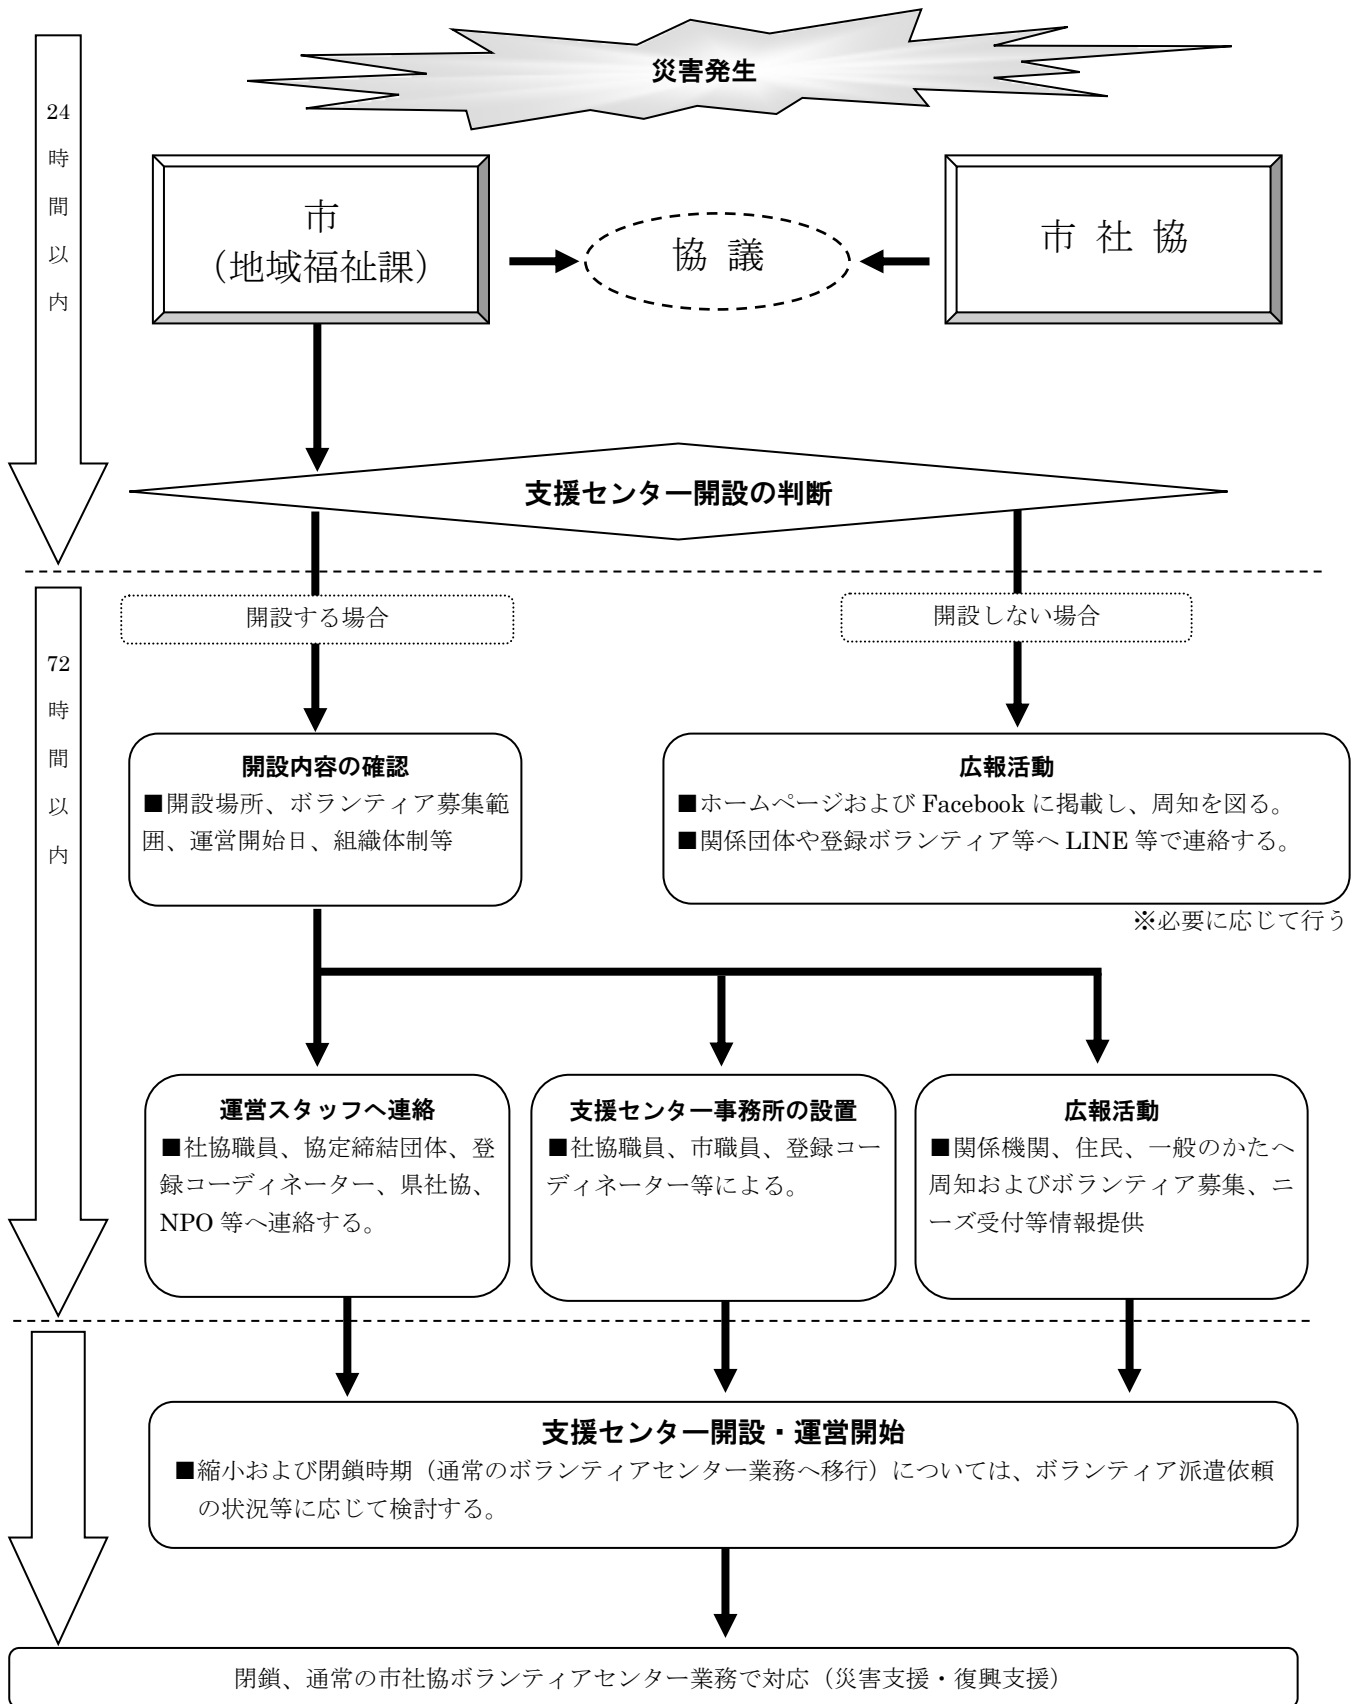 災害発生
24
時
間
以
内
市
（地域福祉課）
協 議
市 社 協
支援センター開設の判断
開設する場合
開設しない場合
72
時
間
以
内
開設内容の確認
■開設場所、ボランティア募集範
囲、運営開始日、組織体制等
広報活動
■ホームページおよび Facebook に掲載し、周知を図る。
■関係団体や登録ボランティア等へ LINE 等で連絡する。
※必要に応じて行う
運営スタッフへ連絡
■社協職員、協定締結団体、登
録コーディネーター、県社協、
NPO 等へ連絡する。
支援センター事務所の設置
■社協職員、市職員、登録コー
ディネーター等による。
広報活動
■関係機関、住民、一般のかたへ
周知およびボランティア募集、ニ
ーズ受付等情報提供
支援センター開設・運営開始
■縮小および閉鎖時期（通常のボランティアセンター業務へ移行）については、ボランティア派遣依頼
の状況等に応じて検討する。
閉鎖、通常の市社協ボランティアセンター業務で対応（災害支援・復興支援）